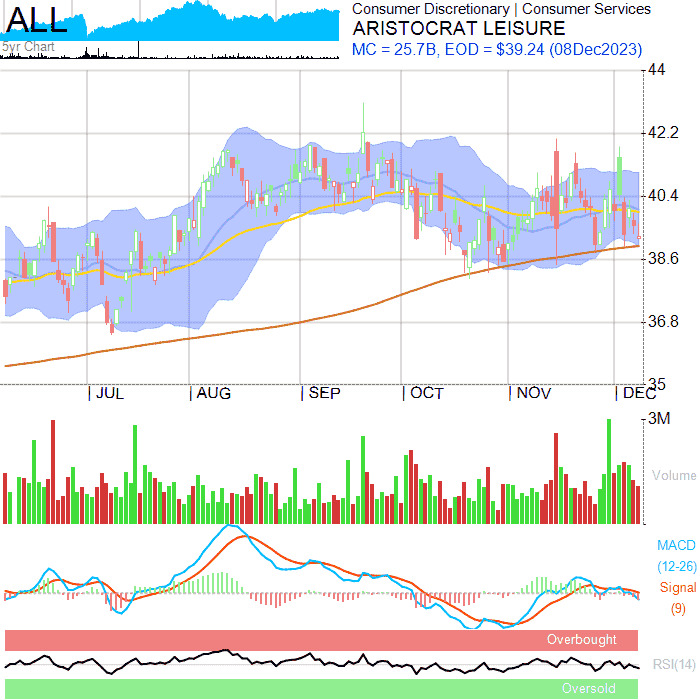 ALL
5yr Chart
Consumer Discretionary | Consumer Services
ARISTOCRAT LEISURE
MC = 25.7B, EOD = $39.24 (08Dec2023)
44
42.2
40.4
38.6
36.8
35
| JUL | AUG | SEP | OCT | NOV | DEC
3M
Volume
MACD
(12-26)
Signal
(9)
Overbought
RSI(14)
Oversold